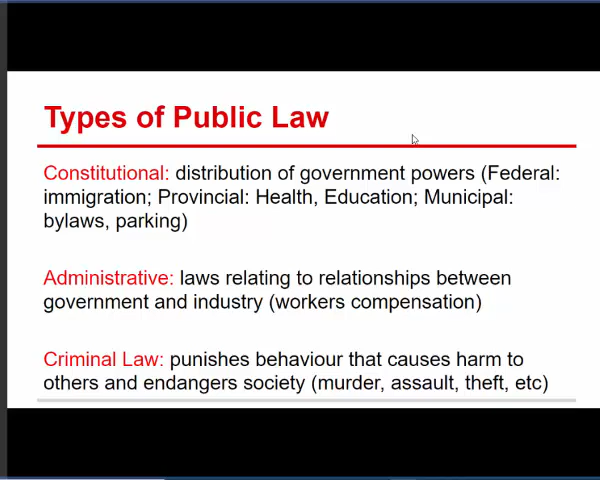 Types of Public Law
Constitutional: distribution of government powers (Federal:
immigration; Provincial: Health, Education; Municipal:
bylaws, parking)
Administrative: laws relating to relationships between
government and industry (workers compensation)
Criminal Law: punishes behaviour that causes harm to
others and endangers society (murder, assault, theft, etc)